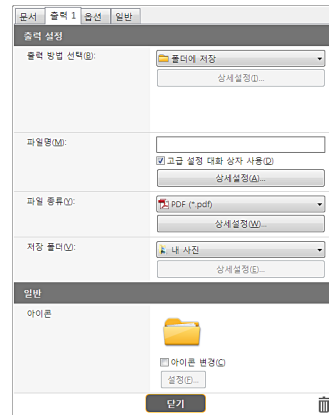 문서 출력 1 옵션 일반
출력 설정
출력 방법 선택(B): 폴더에 저장
상세설정(I)...
파일명(M):
고급 설정 대화 상자 사용(D)
상세설정(A)...
파일 종류(Y): PDF (*.pdf)
상세설정(W)...
저장 폴더(V): 내 사진
상세설정(E)...
일반
아이콘
아이콘 변경(C)
설정(F)...
닫기